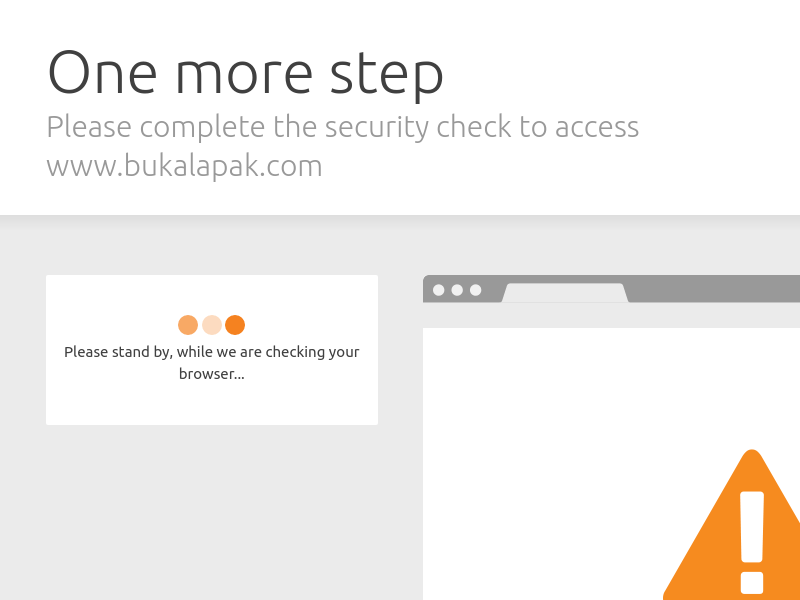 One more step
Please complete the security check to access
www.bukalapak.com
Please stand by, while we are checking your
browser...